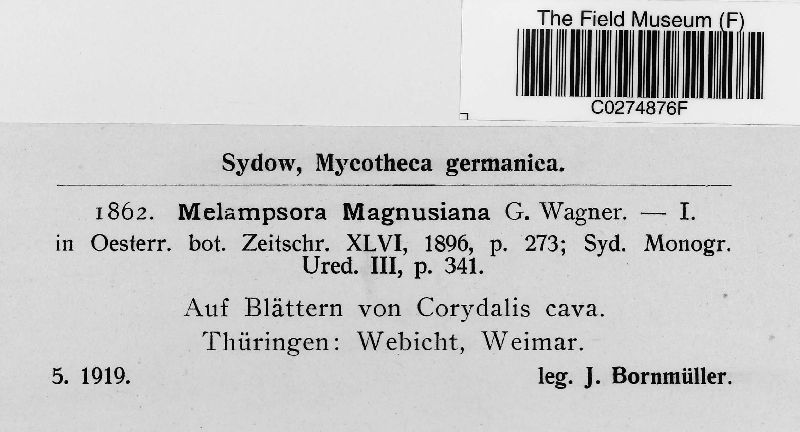 The Field Museum (F)
C0274876F
Sydow, Mycotheca germanica.
1862. Melampsora Magnusiana G. Wagner. — I.
in Oesterr. bot. Zeitschr. XLVI, 1896, p. 273; Syd. Monogr.
Ured. III, p. 341.
Auf Blättern von Corydalis cava.
Thüringen: Webicht, Weimar.
5. 1919. leg. J. Bornmüller.